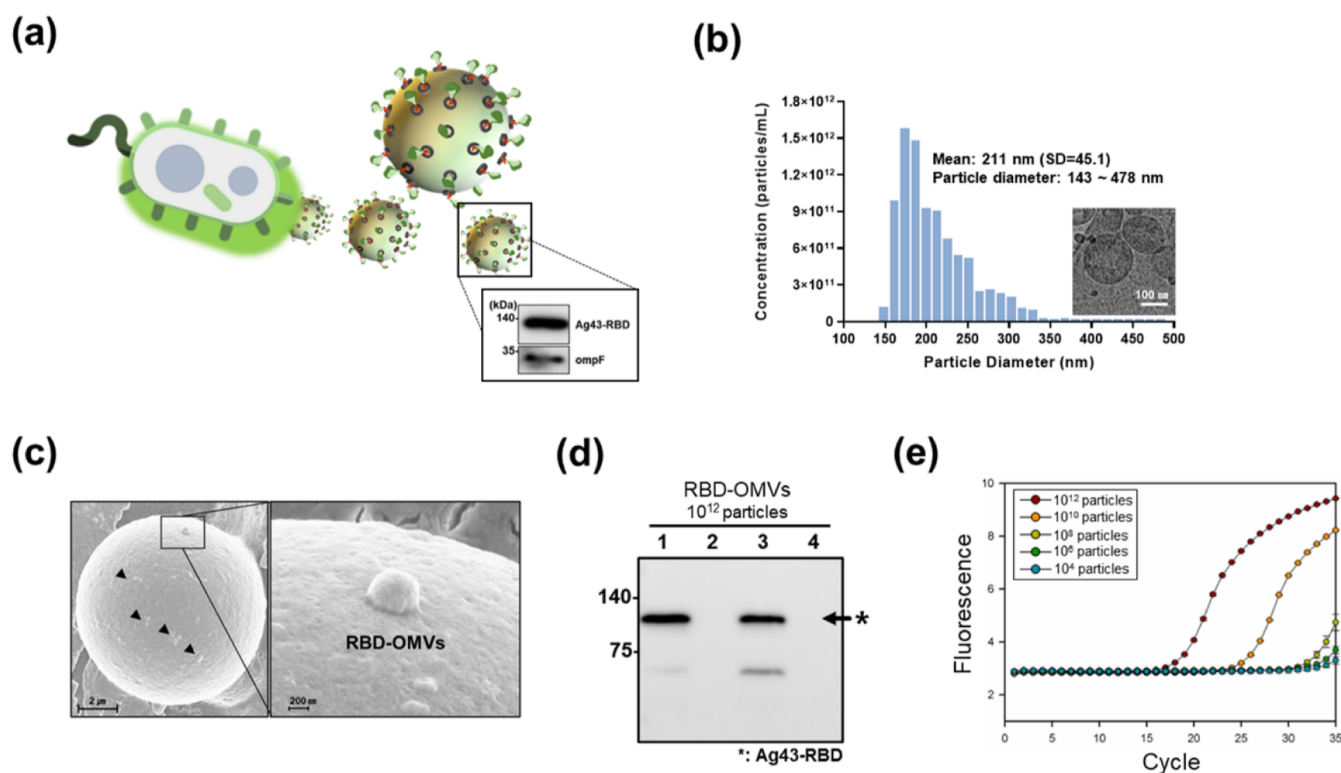 (a)
(kDa)
140
Ag43-RBD
35
ompF
(b)
Concentration (particles/mL)
1.8×10¹²
1.5×10¹²
1.2×10¹²
9×10¹¹
6×10¹¹
3×10¹¹
0
Mean: 211 nm (SD=45.1)
Particle diameter: 143 ~ 478 nm
100 nm
100 150 200 250 300 350 400 450 500
Particle Diameter (nm)
(c)
2 μm
RBD-OMVs
200 nm
(d)
RBD-OMVs
10¹² particles
1 2 3 4
140
*
75
*: Ag43-RBD
(e)
Fluorescence
10
8
6
4
2
10¹² particles
10¹⁰ particles
10⁸ particles
10⁶ particles
10⁴ particles
0 5 10 15 20 25 30 35
Cycle